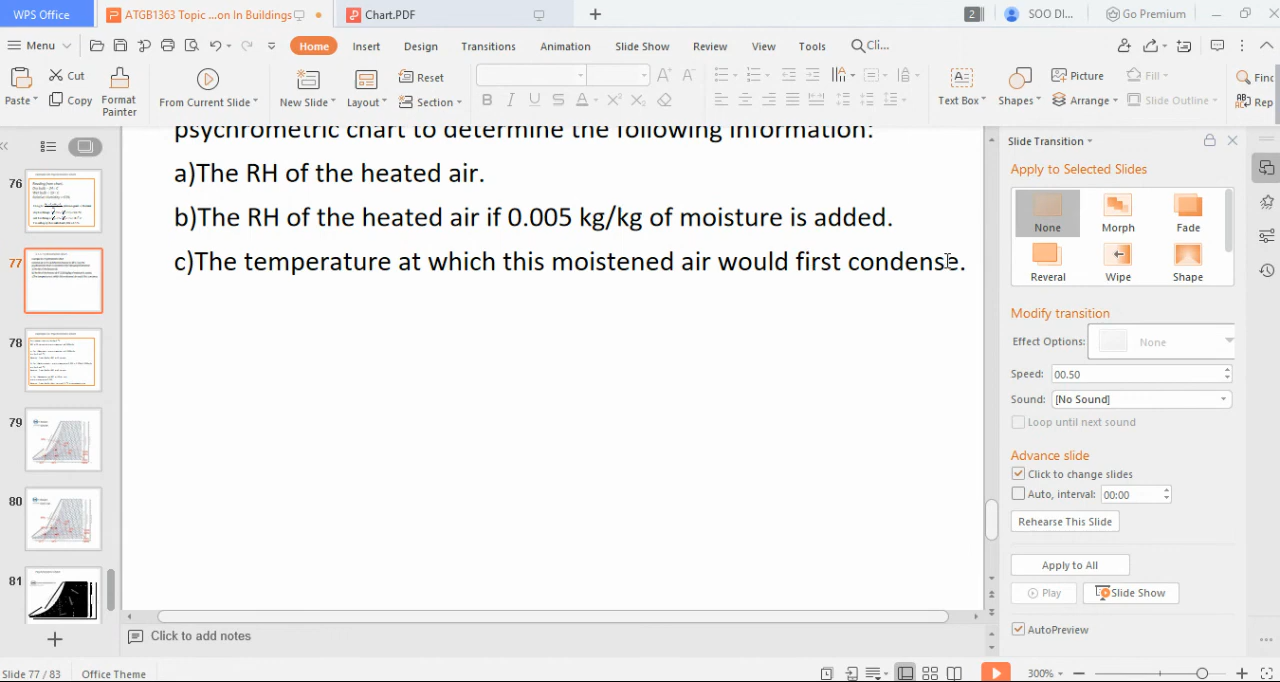 WPS Office
ATGB1363 Topic ...on In Buildings
Chart.PDF
2
SOO DI...
Go Premium
Menu
Home
Insert
Design
Transitions
Animation
Slide Show
Review
View
Tools
Cli...
Paste
Cut
Copy
Format
Painter
From Current Slide
New Slide
Layout
Reset
Section
B I U S A X² X₂
Text Box
Shapes
Picture
Arrange
Fill
Slide Outline
Find
Rep
psychrometric chart to determine the following information:
a)The RH of the heated air.
b)The RH of the heated air if 0.005 kg/kg of moisture is added.
c)The temperature at which this moistened air would first condense.
76
77
78
79
80
81
Slide Transition
Apply to Selected Slides
None
Morph
Fade
Reveral
Wipe
Shape
Modify transition
Effect Options:
None
Speed:
00.50
Sound:
[No Sound]
Loop until next sound
Advance slide
Click to change slides
Auto, interval:
00:00
Rehearse This Slide
Apply to All
Play
Slide Show
AutoPreview
Click to add notes
Slide 77 / 83
Office Theme
300%